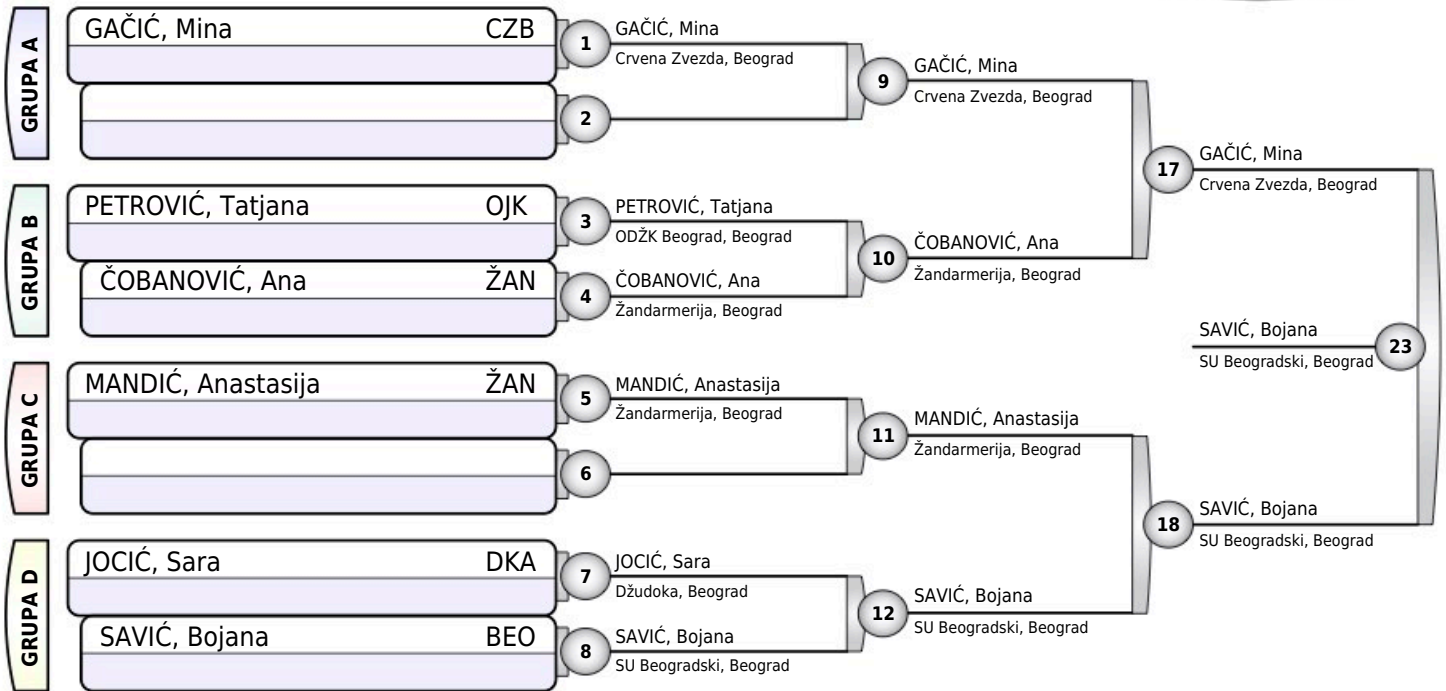 GRUPA A
GAČIĆ, Mina CZB
1
GAČIĆ, Mina
Crvena Zvezda, Beograd
2
9
GAČIĆ, Mina
Crvena Zvezda, Beograd
GRUPA B
PETROVIĆ, Tatjana OJK
3
PETROVIĆ, Tatjana
ODŽK Beograd, Beograd
ČOBANOVIĆ, Ana ŽAN
4
ČOBANOVIĆ, Ana
Žandarmerija, Beograd
10
ČOBANOVIĆ, Ana
Žandarmerija, Beograd
17
GAČIĆ, Mina
Crvena Zvezda, Beograd
GRUPA C
MANDIĆ, Anastasija ŽAN
5
MANDIĆ, Anastasija
Žandarmerija, Beograd
6
11
MANDIĆ, Anastasija
Žandarmerija, Beograd
GRUPA D
JOCIĆ, Sara DKA
7
JOCIĆ, Sara
Džudoka, Beograd
SAVIĆ, Bojana BEO
8
SAVIĆ, Bojana
SU Beogradski, Beograd
12
SAVIĆ, Bojana
SU Beogradski, Beograd
18
SAVIĆ, Bojana
SU Beogradski, Beograd
SAVIĆ, Bojana
SU Beogradski, Beograd
23